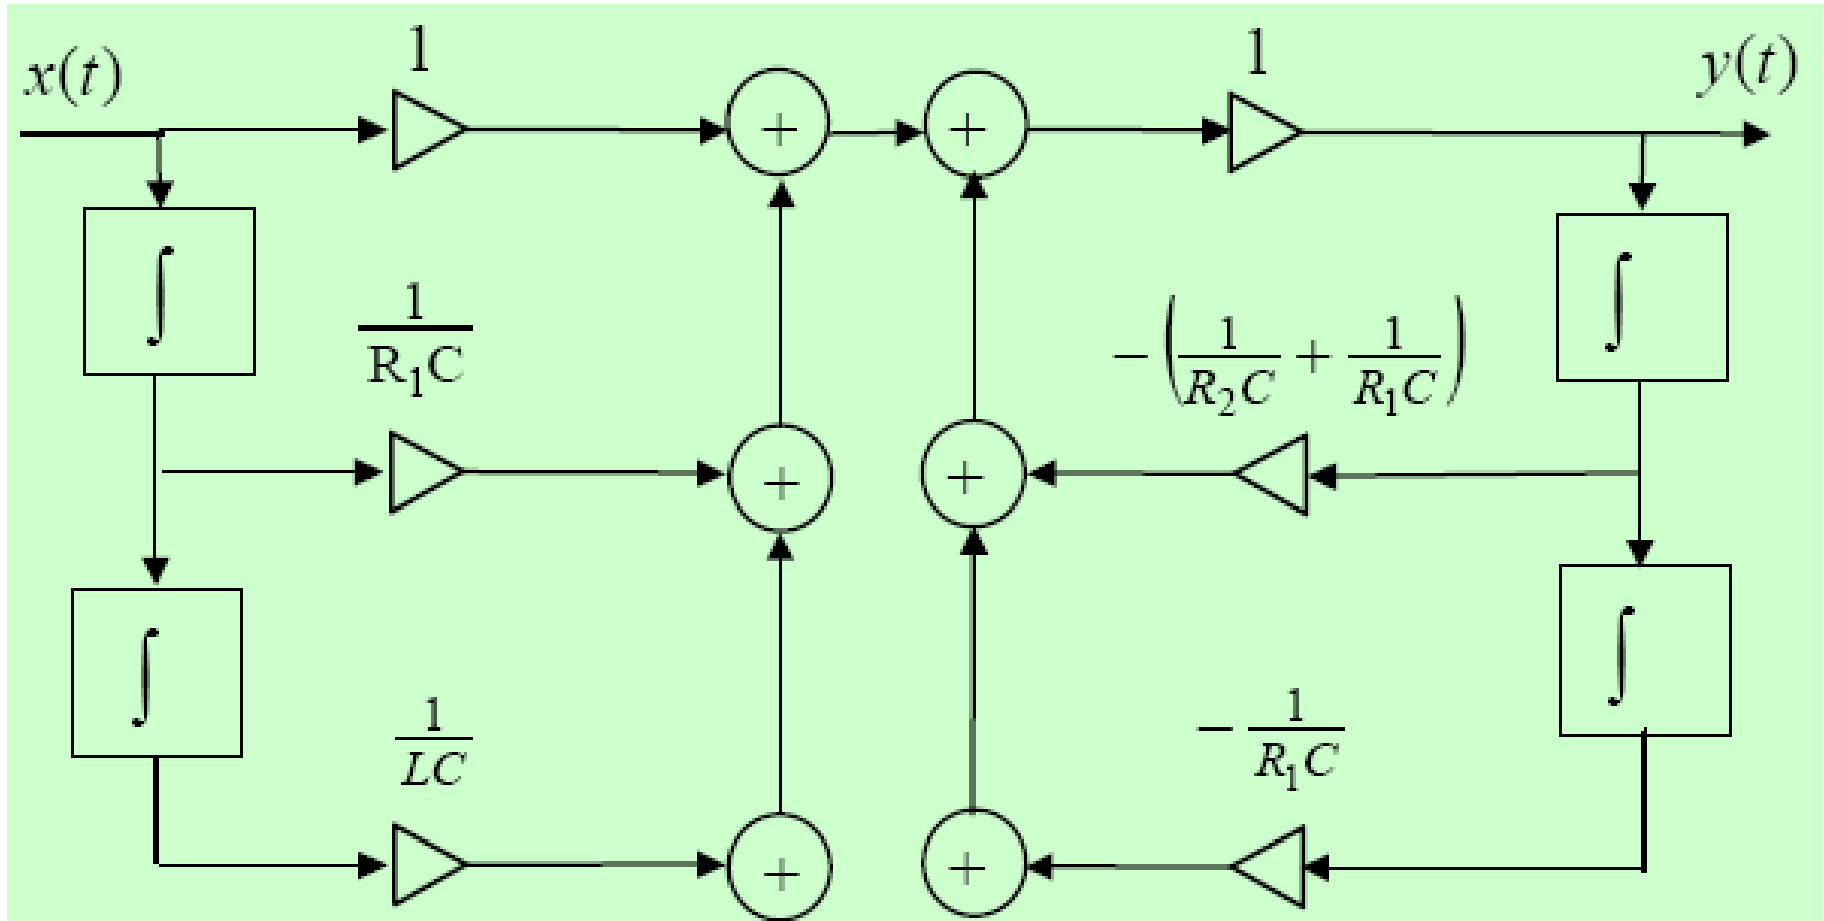 x(t)
1
1
y(t)
+
+
∫
∫
1/R₁C
−(1/R₂C + 1/R₁C)
+
+
∫
∫
1/LC
−1/R₁C
+
+